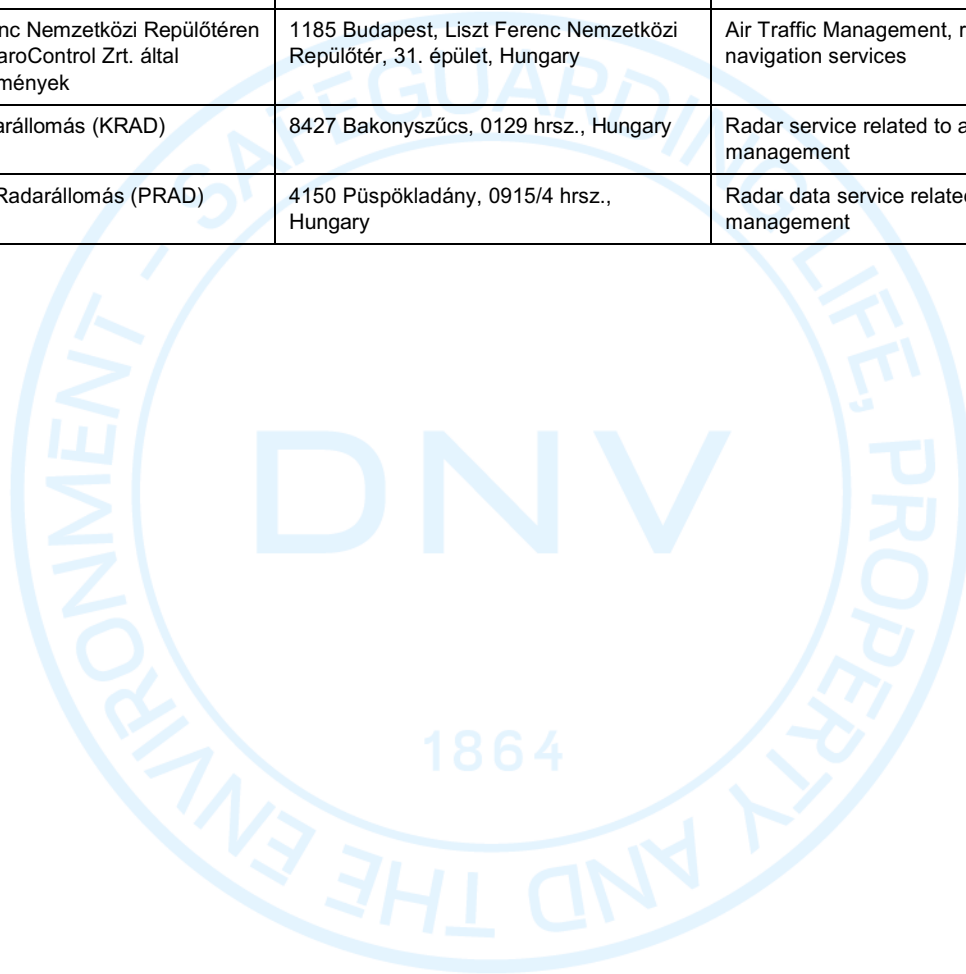 nc Nemzetközi Repülőtéren
aroControl Zrt. által
mények
1185 Budapest, Liszt Ferenc Nemzetközi
Repülőtér, 31. épület, Hungary
Air Traffic Management, r
navigation services
arállomás (KRAD)
8427 Bakonyszűcs, 0129 hrsz., Hungary
Radar service related to a
management
Radarállomás (PRAD)
4150 Püspökladány, 0915/4 hrsz.,
Hungary
Radar data service relate
management
SAFEGUARDING LIFE, PROPERTY AND THE ENVIRONMENT -
DNV
1864